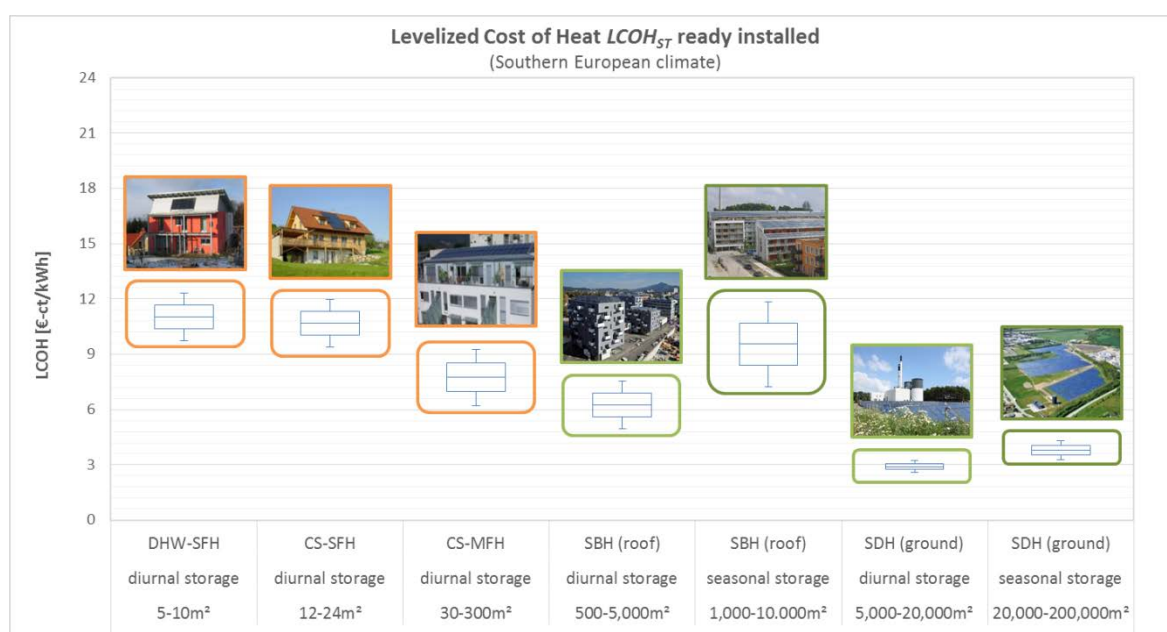 Levelized Cost of Heat LCOH_ST ready installed
(Southern European climate)
LCOH [€-ct/kWh]
24
21
18
15
12
9
6
3
0
DHW-SFH CS-SFH CS-MFH SBH (roof) SBH (roof) SDH (ground) SDH (ground)
diurnal storage diurnal storage diurnal storage diurnal storage seasonal storage diurnal storage seasonal storage
5-10m² 12-24m² 30-300m² 500-5,000m² 1,000-10.000m² 5,000-20,000m² 20,000-200,000m²